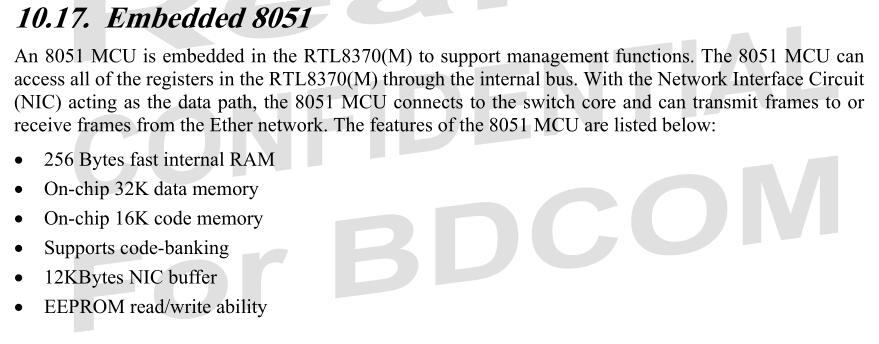 10.17. Embedded 8051
An 8051 MCU is embedded in the RTL8370(M) to support management functions. The 8051 MCU can
access all of the registers in the RTL8370(M) through the internal bus. With the Network Interface Circuit
(NIC) acting as the data path, the 8051 MCU connects to the switch core and can transmit frames to or
receive frames from the Ether network. The features of the 8051 MCU are listed below:
• 256 Bytes fast internal RAM
• On-chip 32K data memory
• On-chip 16K code memory
• Supports code-banking
• 12KBytes NIC buffer
• EEPROM read/write ability
CONFIDENTIAL
For BDCOM